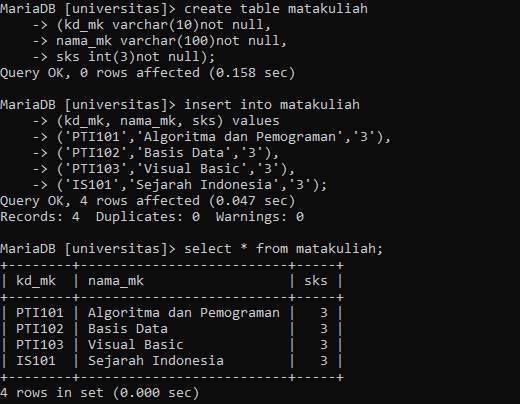 MariaDB [universitas]> create table matakuliah
    -> (kd_mk varchar(10)not null,
    -> nama_mk varchar(100)not null,
    -> sks int(3)not null);
Query OK, 0 rows affected (0.158 sec)

MariaDB [universitas]> insert into matakuliah
    -> (kd_mk, nama_mk, sks) values
    -> ('PTI101','Algoritma dan Pemograman','3'),
    -> ('PTI102','Basis Data','3'),
    -> ('PTI103','Visual Basic','3'),
    -> ('IS101','Sejarah Indonesia','3');
Query OK, 4 rows affected (0.047 sec)
Records: 4  Duplicates: 0  Warnings: 0

MariaDB [universitas]> select * from matakuliah;
+--------+--------------------------+-----+
| kd_mk  | nama_mk                  | sks |
+--------+--------------------------+-----+
| PTI101 | Algoritma dan Pemograman |   3 |
| PTI102 | Basis Data               |   3 |
| PTI103 | Visual Basic             |   3 |
| IS101  | Sejarah Indonesia        |   3 |
+--------+--------------------------+-----+
4 rows in set (0.000 sec)